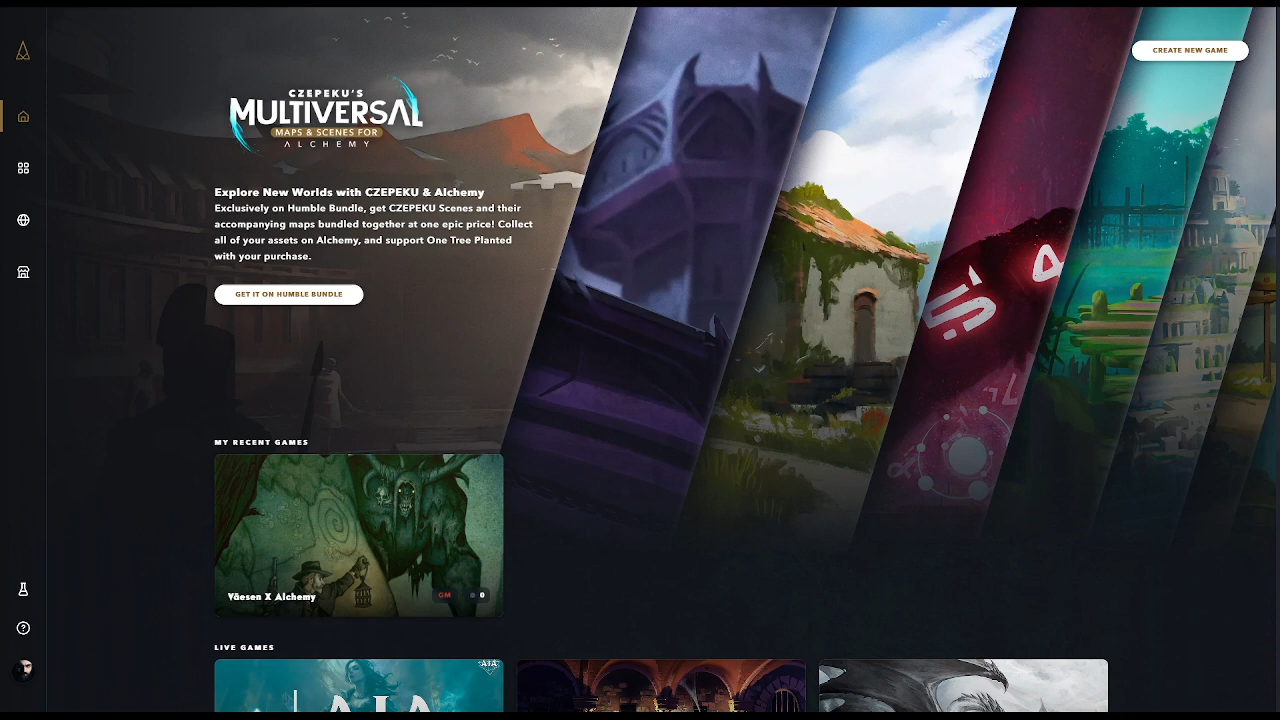 CREATE NEW GAME
CZEPEKU'S
MULTIVERSAL
MAPS & SCENES FOR
ALCHEMY
Explore New Worlds with CZEPEKU & Alchemy
Exclusively on Humble Bundle, get CZEPEKU Scenes and their
accompanying maps bundled together at one epic price! Collect
all of your assets on Alchemy, and support One Tree Planted
with your purchase.
GET IT ON HUMBLE BUNDLE
MY RECENT GAMES
Väesen X Alchemy
GM
0
LIVE GAMES